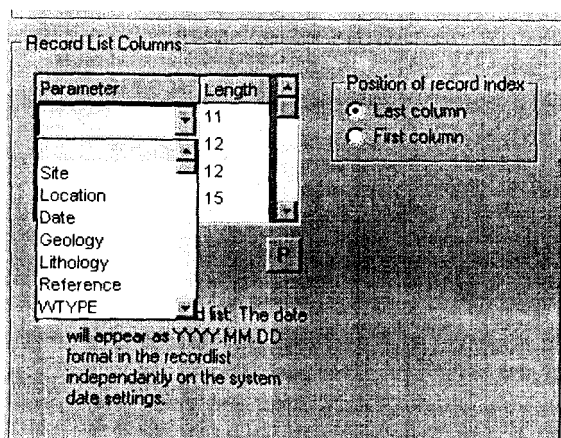 Record List Columns
Parameter Length
11
12
Site 12
Location 15
Date
Geology
Lithology
Reference
WTYPE
Position of record index
Last column
First column
P
list. The date
will appear as YYYY.MM.DD
format in the recordlist
independantly on the system
date settings.